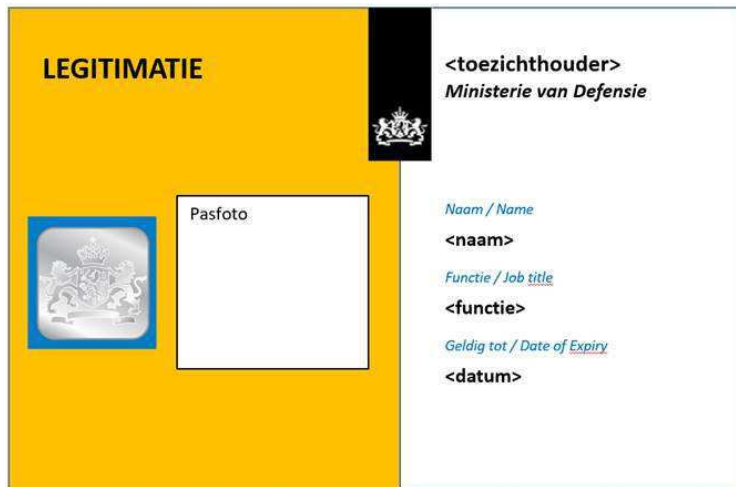 LEGITIMATIE
<toezichthouder>
Ministerie van Defensie
Pasfoto
Naam / Name
<naam>
Functie / Job title
<functie>
Geldig tot / Date of Expiry
<datum>